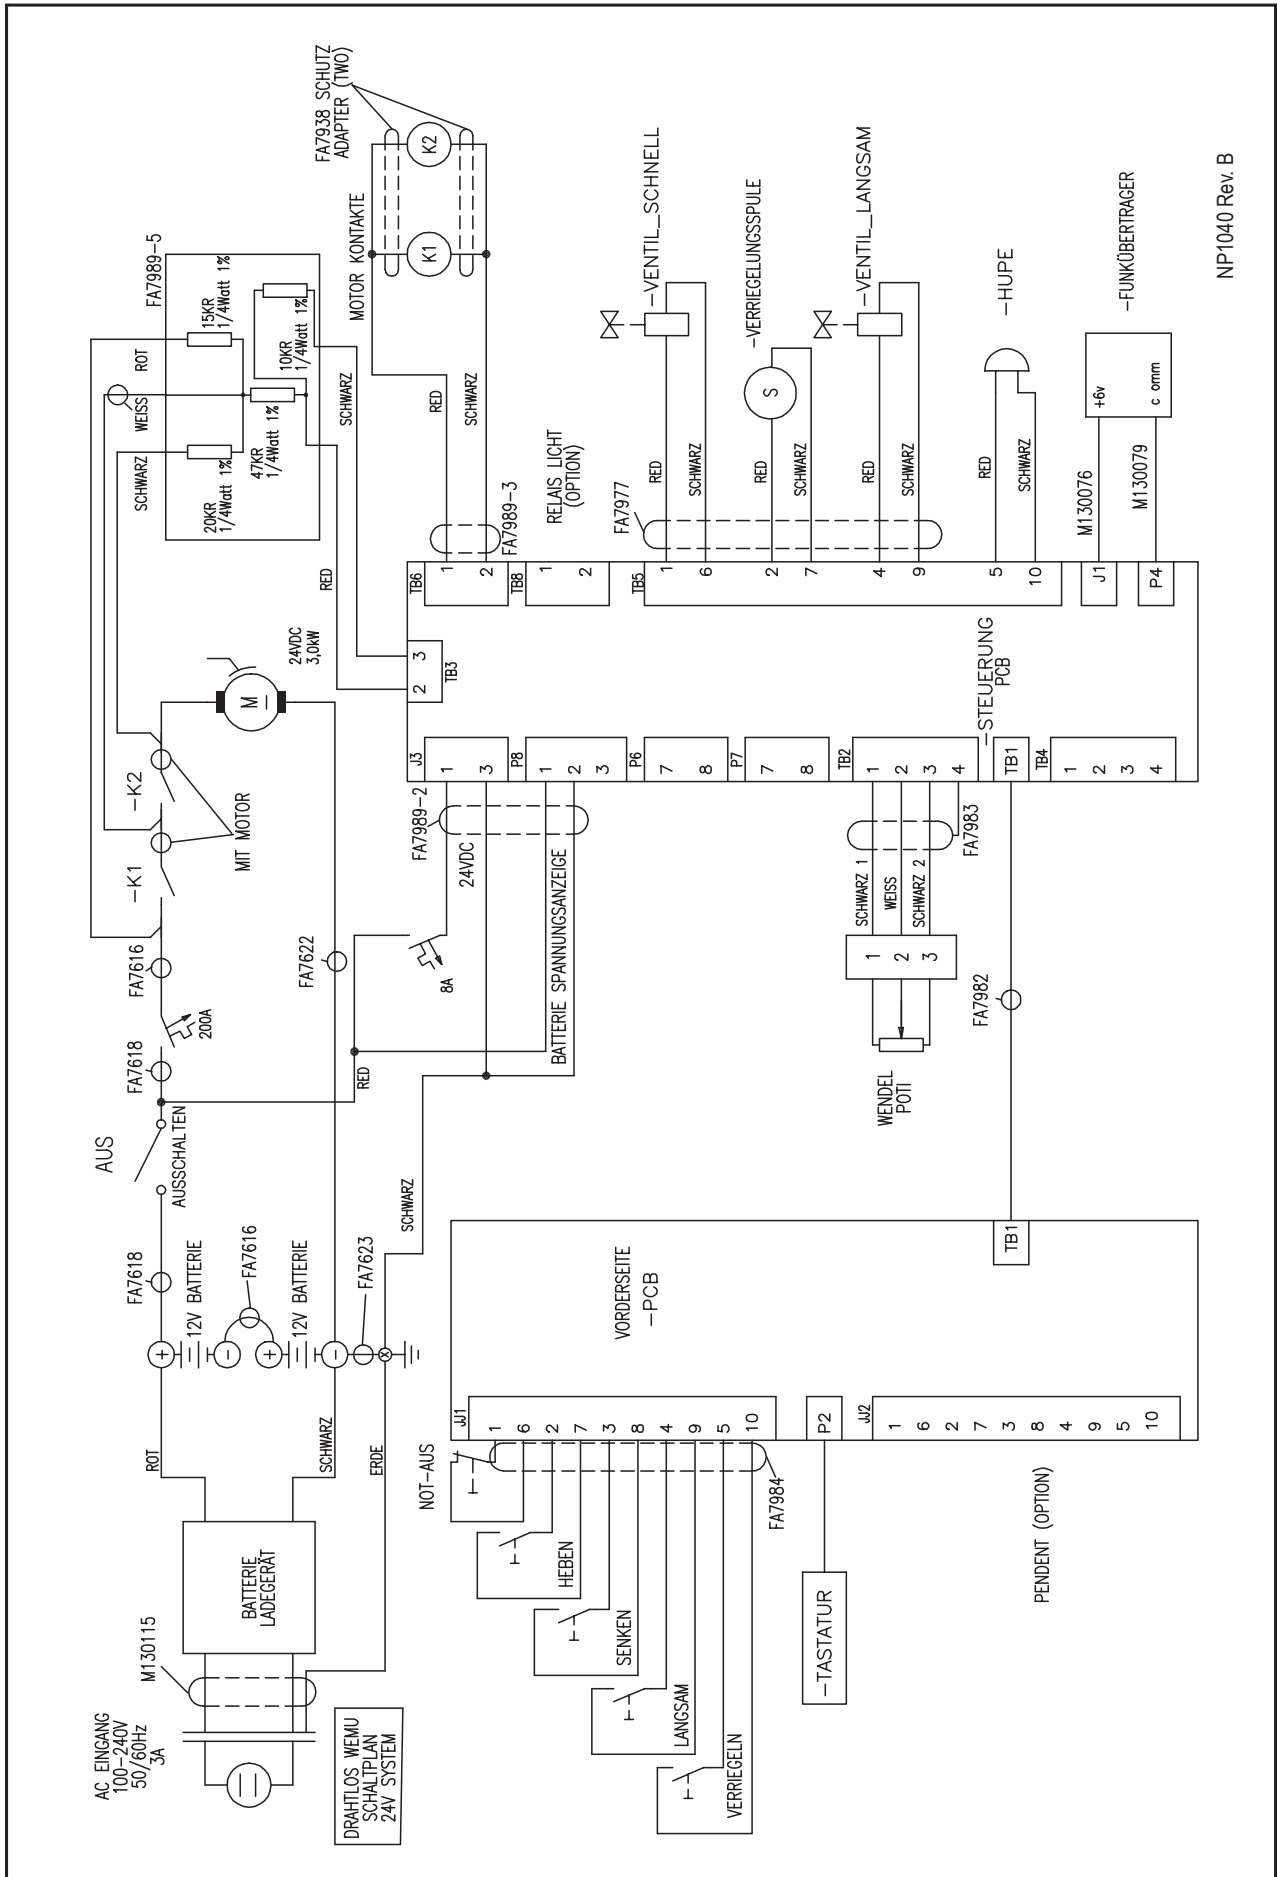 AC EINGANG
100-240V
50/60Hz
3A
M130115
BATTERIE
LADEGERÄT
DRAHTLOS WEMU
SCHALTPLAN
24V SYSTEM
ROT
SCHWARZ
ERDE
+
12V BATTERIE
-
FA7616
+
12V BATTERIE
-
FA7623
FA7618
AUS
AUSSCHALTEN
FA7618
200A
FA7616
-K1
-K2
MIT MOTOR
FA7622
M
24VDC
3,0kW
SCHWARZ
WEISS
ROT
FA7989-5
20KR
1/4Watt 1%
47KR
1/4Watt 1%
15KR
1/4Watt 1%
10KR
1/4Watt 1%
RED
SCHWARZ
FA7938 SCHUTZ
ADAPTER (TWO)
MOTOR KONTAKTE
K1
K2
RED
SCHWARZ
FA7989-3
RELAIS LICHT
(OPTION)
RED
8A
SCHWARZ
BATTERIE SPANNUNGSANZEIGE
24VDC
FA7989-2
J3
1
3
P8
1
2
3
P6
7
8
P7
7
8
TB2
1
2
3
4
TB1
TB4
1
2
3
4
-STEUERUNG
PCB
2
3
TB3
TB6
1
2
TB8
1
2
TB5
1
6
2
7
4
9
5
10
J1
P4
FA7977
RED
SCHWARZ
-VENTIL_SCHNELL
RED
SCHWARZ
S
-VERRIEGELUNGSSPULE
RED
SCHWARZ
-VENTIL_LANGSAM
RED
SCHWARZ
-HUPE
M130076
M130079
+6v
c omm
-FUNKÜBERTRAGER
WENDEL
POTI
1
2
3
SCHWARZ 1
WEISS
SCHWARZ 2
FA7983
FA7982
VORDERSEITE
-PCB
TB1
JJ1
1
6
2
7
3
8
4
9
5
10
P2
JJ2
1
6
2
7
3
8
4
9
5
10
NOT-AUS
HEBEN
SENKEN
LANGSAM
VERRIEGELN
FA7984
-TASTATUR
PENDENT (OPTION)
NP1040 Rev. B